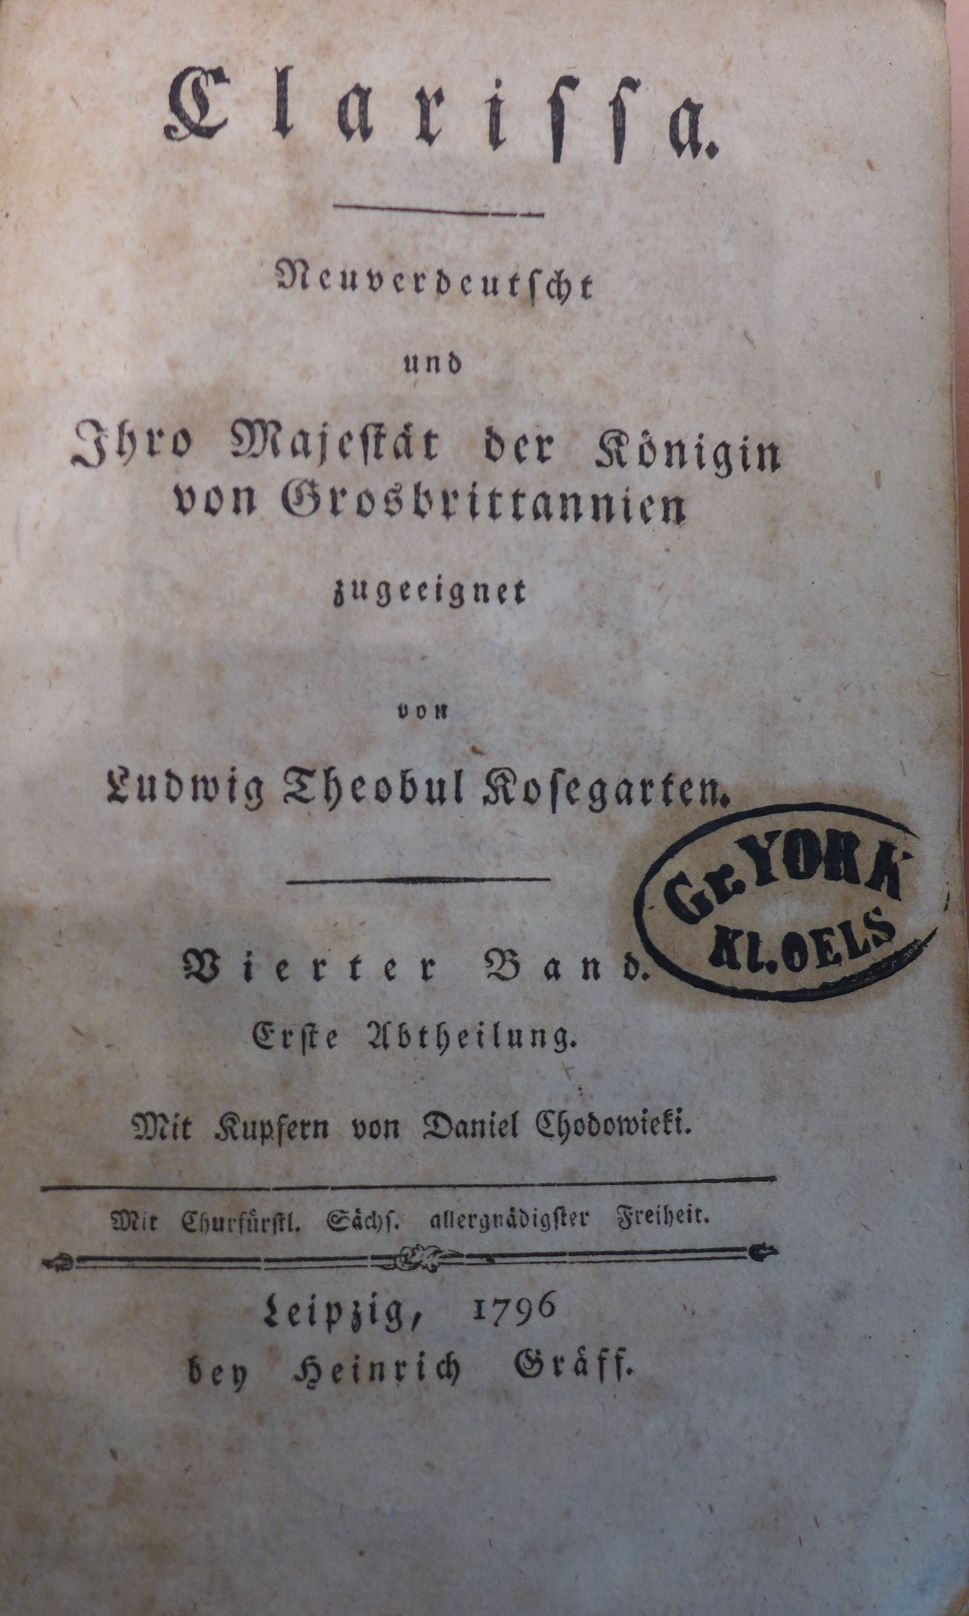 Clarissa.
Neuverdeutscht
und
Ihro Majestät der Königin
von Grosbrittannien
zugeeignet
von
Ludwig Theobul Kosegarten.
Gr. YORK
KL. OELS
Vierter Band.
Erste Abtheilung.
Mit Kupfern von Daniel Chodowieki.
Mit Churfürstl. Sächs. allergnädigster Freiheit.
Leipzig, 1796
bey Heinrich Gräff.